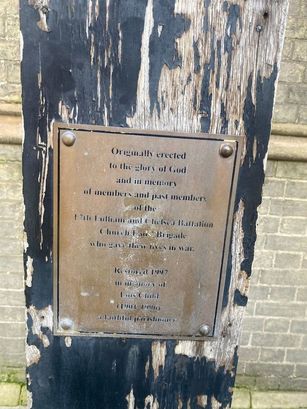 Originally erected
to the glory of God
and in memory
of members and past members
of the
Fulham and Chelsea Battalion
Church Lads' Brigade
who gave their lives in war.
Restored 1997
in memory of
Child
a faithful parishioner